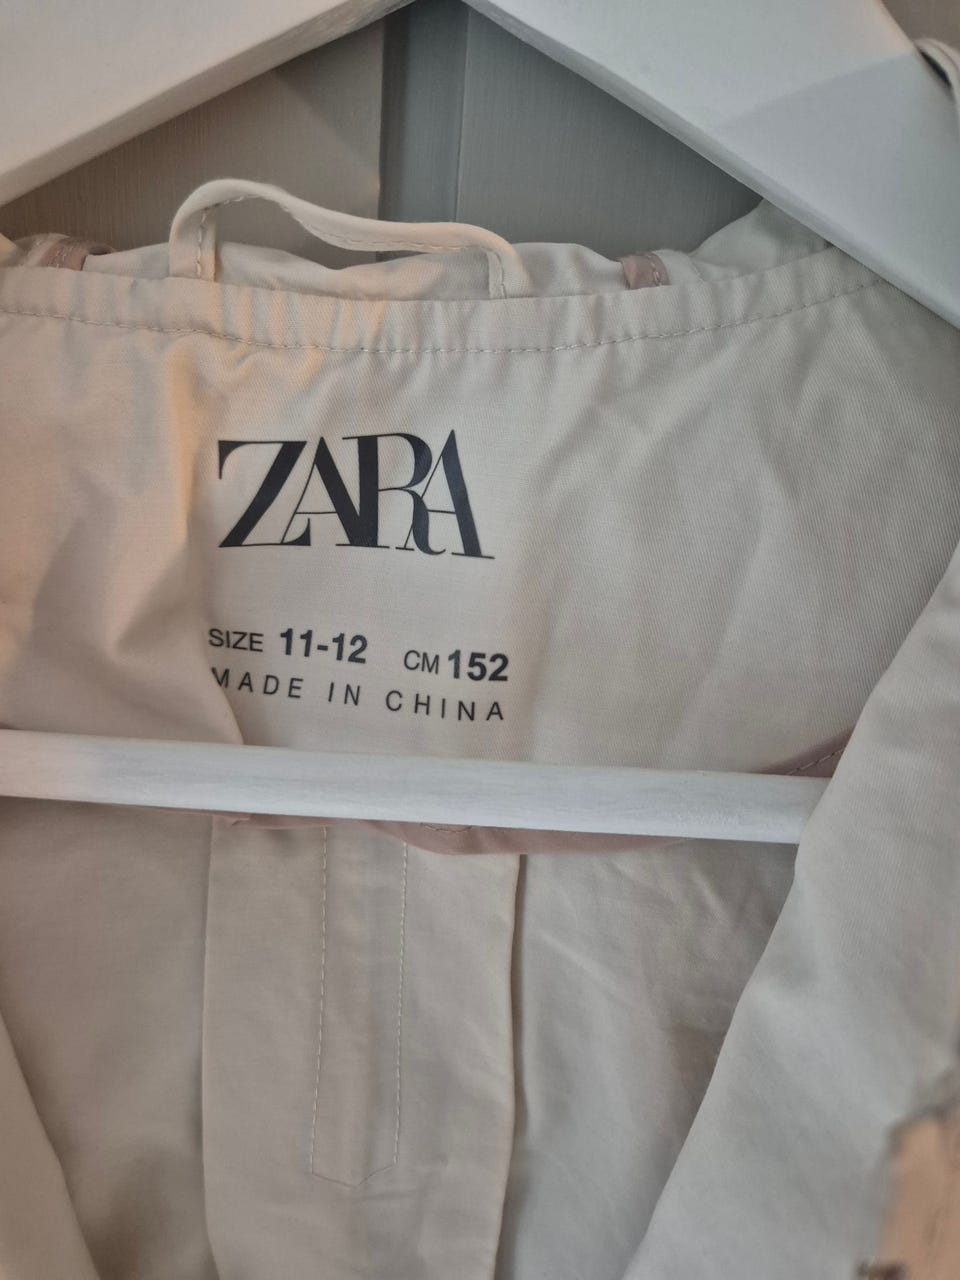 ZARA
SIZE 11-12 CM 152
MADE IN CHINA